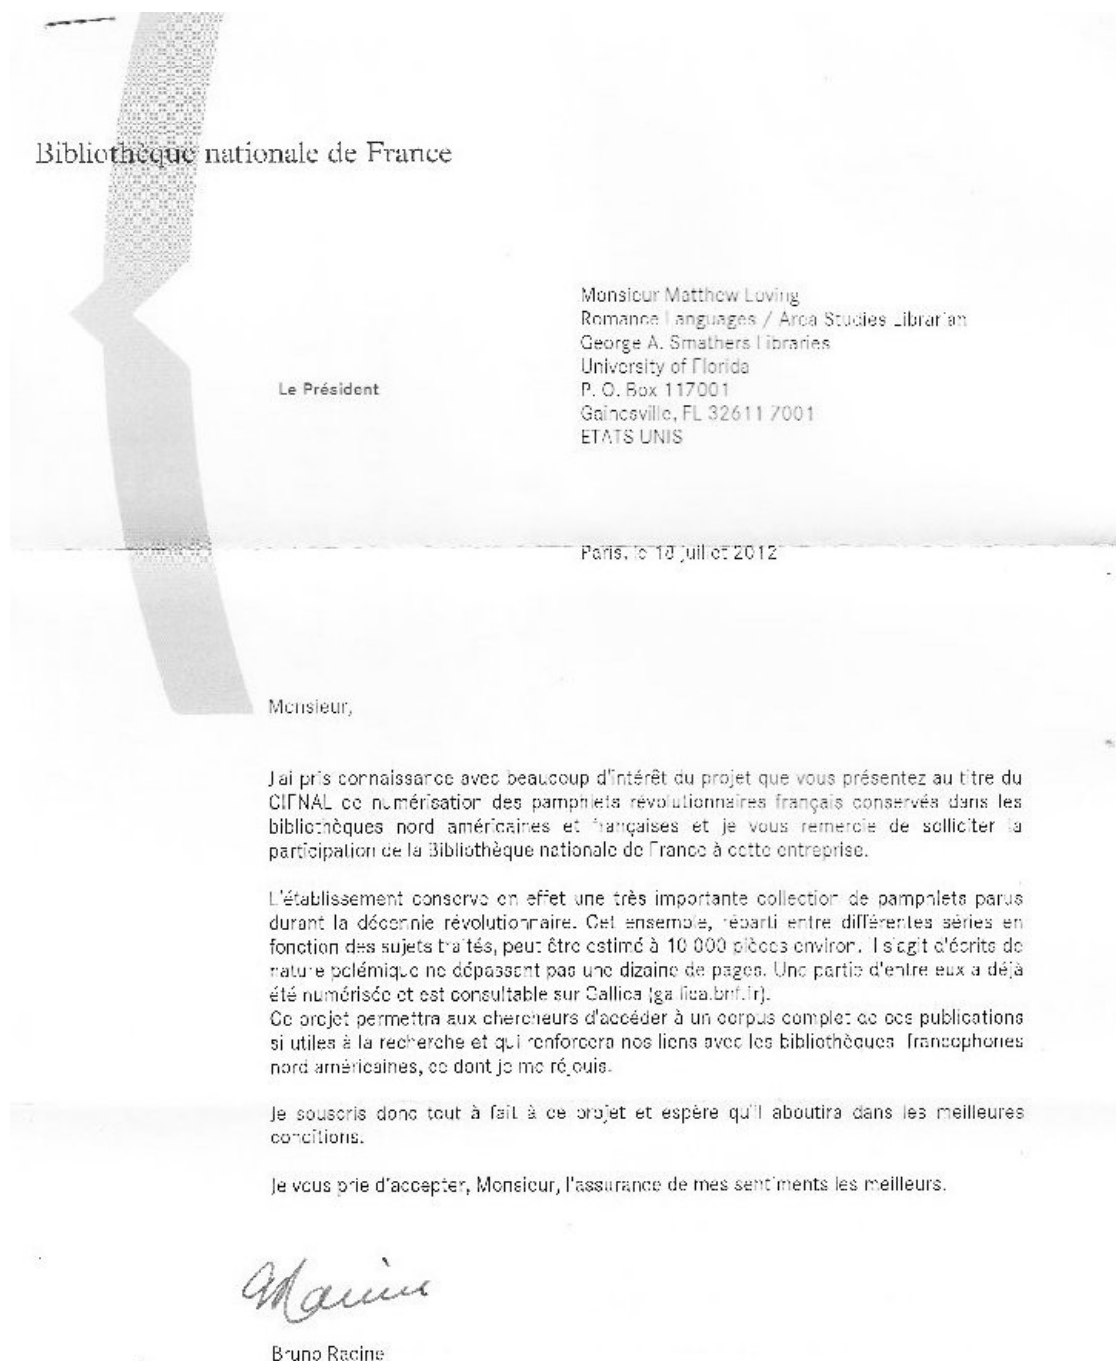 Bibliothèque nationale de France
Monsieur Matthew Loving
Romance Languages / Area Studies Librarian
George A. Smathers Libraries
University of Florida
Le Président
P. O. Box 117001
Gainesville, FL 32611 7001
ETATS UNIS
Paris, le 18 juillet 2012
Monsieur,
J'ai pris connaissance avec beaucoup d'intérêt du projet que vous présentez au titre du
CIFNAL de numérisation des pamphlets révolutionnaires français conservés dans les
bibliothèques nord américaines et françaises et je vous remercie de solliciter la
participation de la Bibliothèque nationale de France à cette entreprise.
L'établissement conserve en effet une très importante collection de pamphlets parus
durant la décennie révolutionnaire. Cet ensemble, réparti entre différentes séries en
fonction des sujets traités, peut être estimé à 10 000 pièces environ. Il s'agit d'écrits de
nature polémique ne dépassant pas une dizaine de pages. Une partie d'entre eux a déjà
été numérisée et est consultable sur Gallica (gallica.bnf.fr).
Ce projet permettra aux chercheurs d'accéder à un corpus complet de ces publications
si utiles à la recherche et qui renforcera nos liens avec les bibliothèques francophones
nord américaines, ce dont je me réjouis.
Je souscris donc tout à fait à ce projet et espère qu'il aboutira dans les meilleures
conditions.
Je vous prie d'accepter, Monsieur, l'assurance de mes sentiments les meilleurs.
Bruno Racine